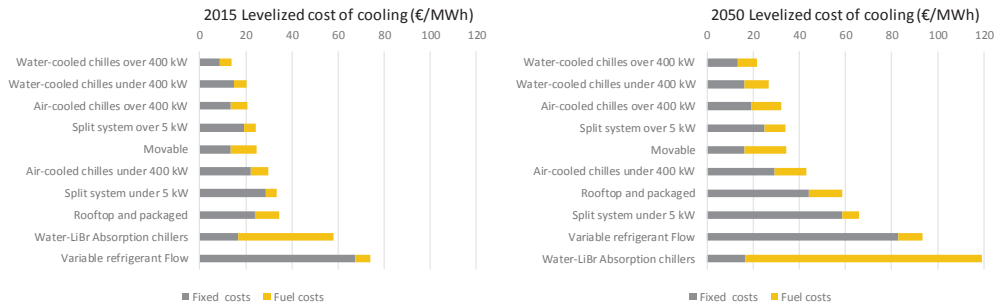 2015 Levelized cost of cooling (€/MWh)
0 20 40 60 80 100 120
Water-cooled chilles over 400 kW
Water-cooled chilles under 400 kW
Air-cooled chilles over 400 kW
Split system over 5 kW
Movable
Air-cooled chilles under 400 kW
Split system under 5 kW
Rooftop and packaged
Water-LiBr Absorption chillers
Variable refrigerant Flow
Fixed costs Fuel costs
2050 Levelized cost of cooling (€/MWh)
0 20 40 60 80 100 120
Water-cooled chilles over 400 kW
Water-cooled chilles under 400 kW
Air-cooled chilles over 400 kW
Split system over 5 kW
Movable
Air-cooled chilles under 400 kW
Rooftop and packaged
Split system under 5 kW
Variable refrigerant Flow
Water-LiBr Absorption chillers
Fixed costs Fuel costs